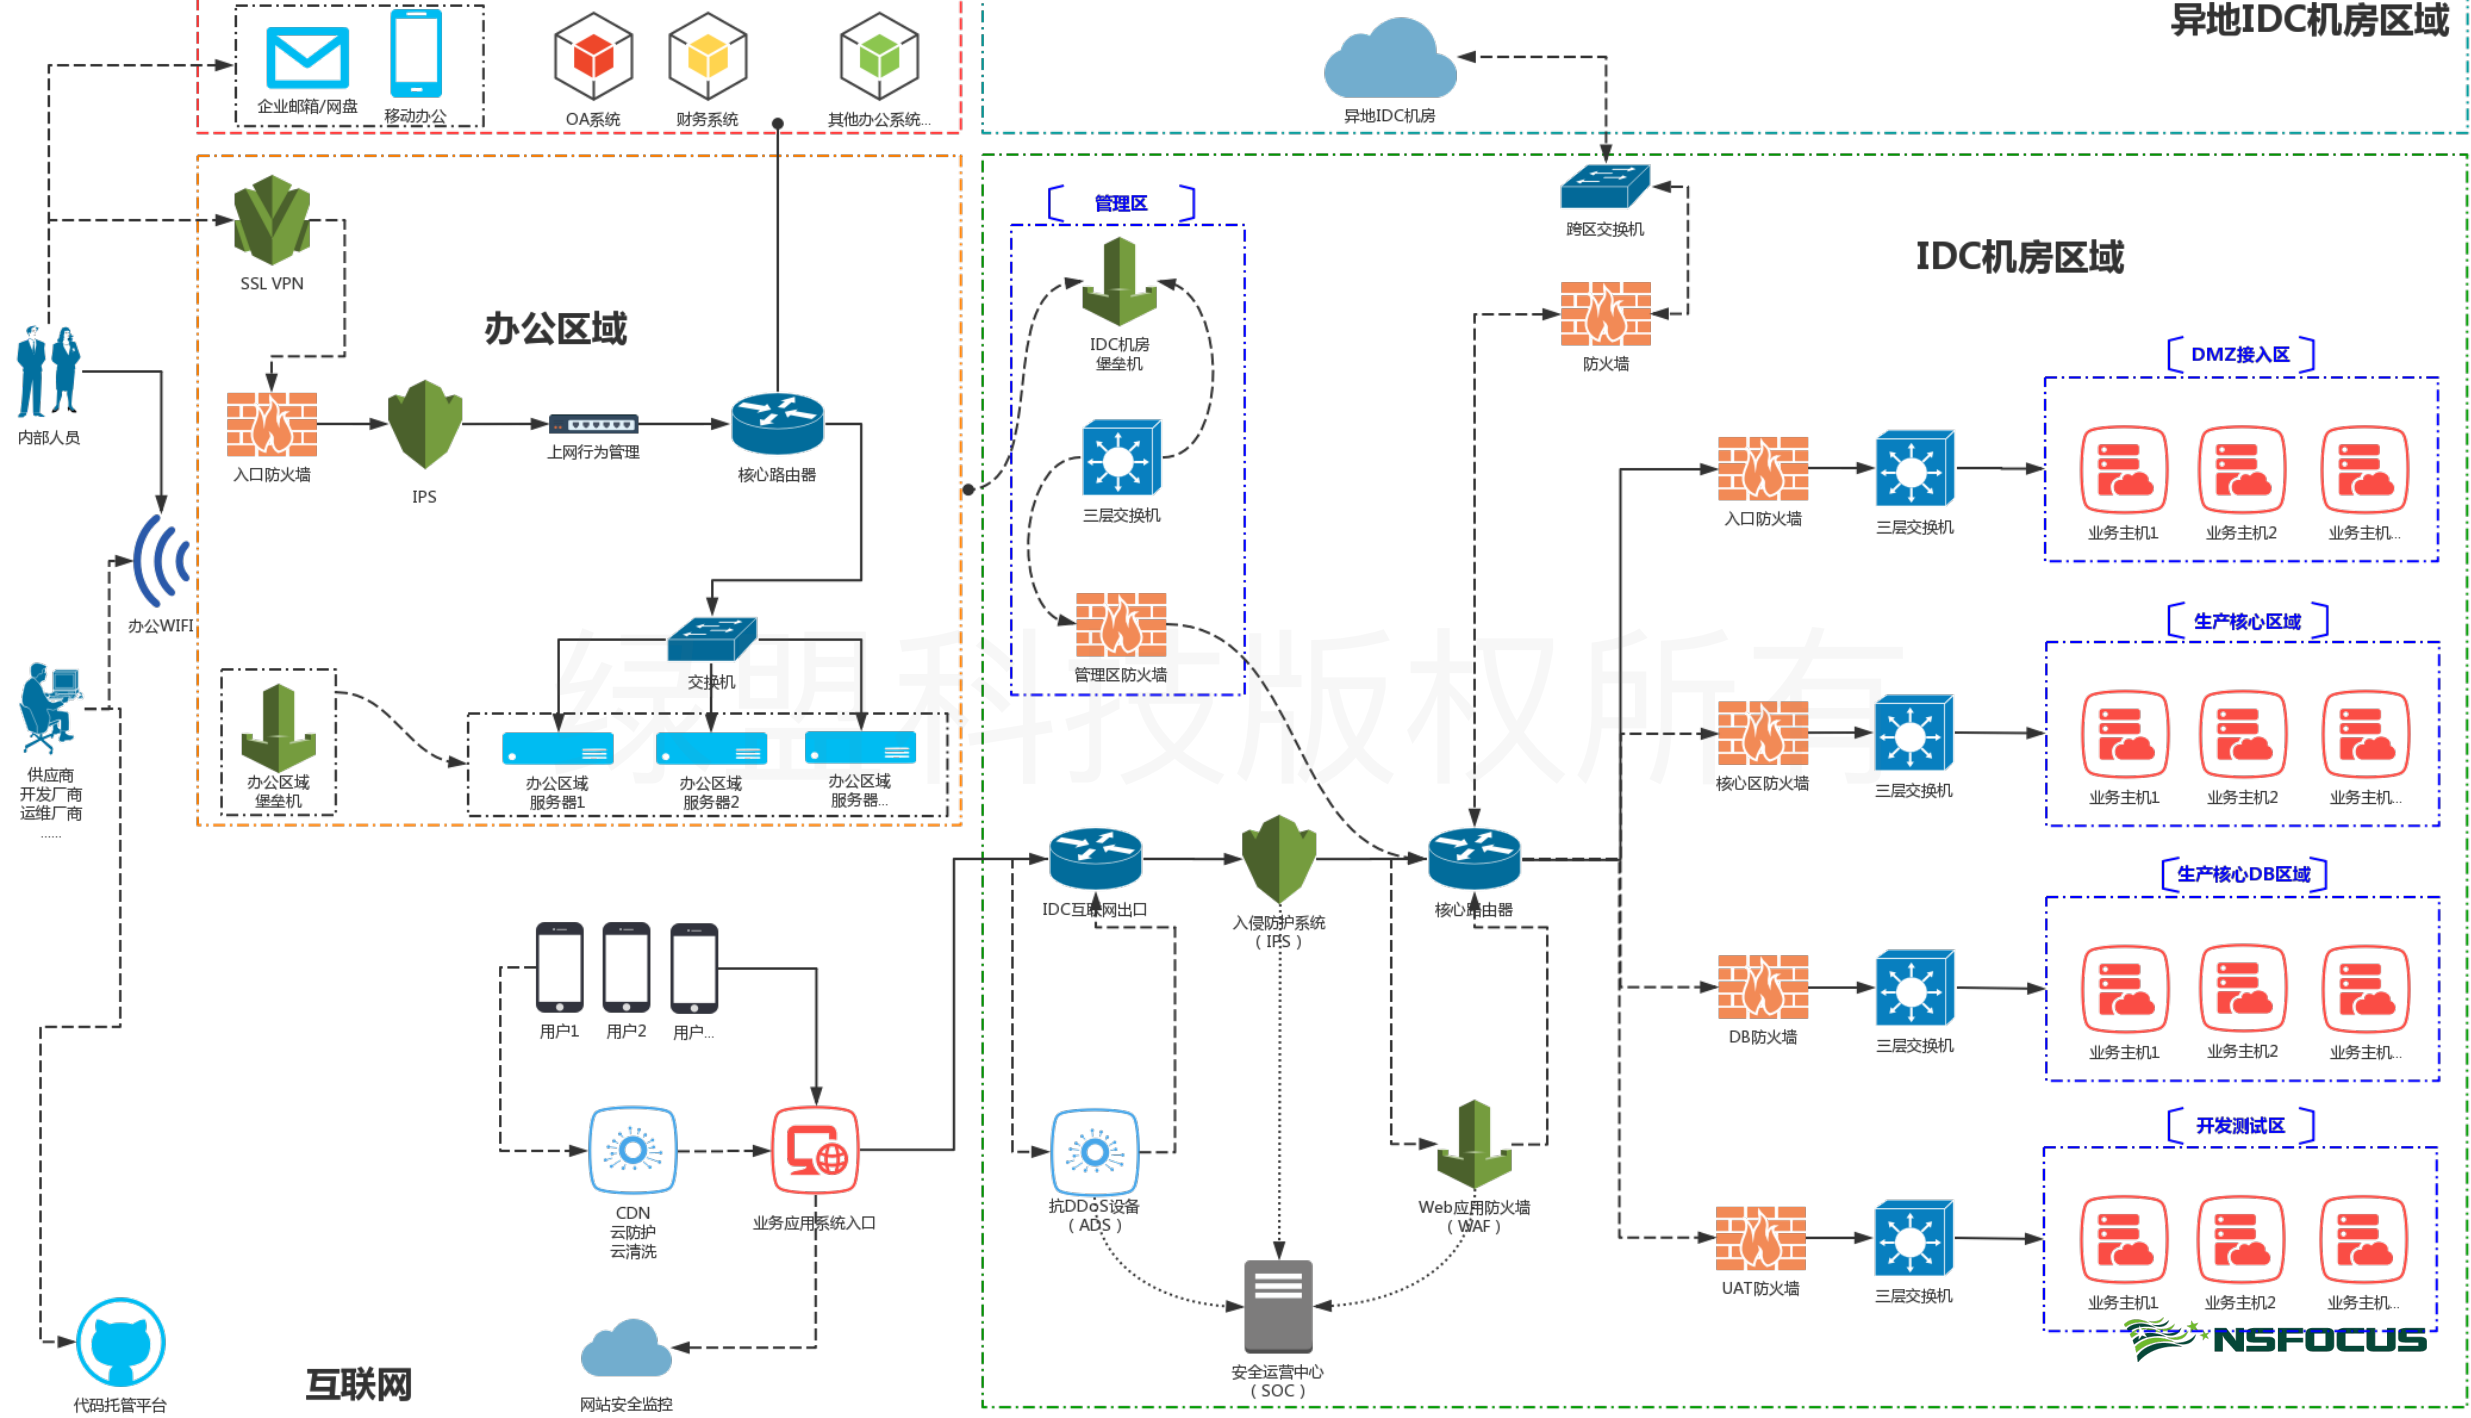 异地IDC机房区域
企业邮箱/网盘
移动办公
OA系统
财务系统
其他办公系统...
异地IDC机房
SSL VPN
办公区域
入口防火墙
IPS
上网行为管理
核心路由器
内部人员
办公WIFI
供应商
开发厂商
运维厂商
......
交换机
办公区域
堡垒机
办公区域
服务器1
办公区域
服务器2
办公区域
服务器...
管理区
IDC机房
堡垒机
三层交换机
管理区防火墙
跨区交换机
防火墙
IDC机房区域
DMZ接入区
入口防火墙
三层交换机
业务主机1
业务主机2
业务主机...
生产核心区域
核心区防火墙
三层交换机
业务主机1
业务主机2
业务主机...
生产核心DB区域
DB防火墙
三层交换机
业务主机1
业务主机2
业务主机...
开发测试区
UAT防火墙
三层交换机
业务主机1
业务主机2
业务主机...
IDC互联网出口
入侵防护系统
（IPS）
核心路由器
用户1
用户2
用户...
CDN
云防护
云清洗
业务应用系统入口
抗DDoS设备
（ADS）
Web应用防火墙
（WAF）
安全运营中心
（SOC）
网站安全监控
互联网
代码托管平台
绿盟科技版权所有
NSFOCUS